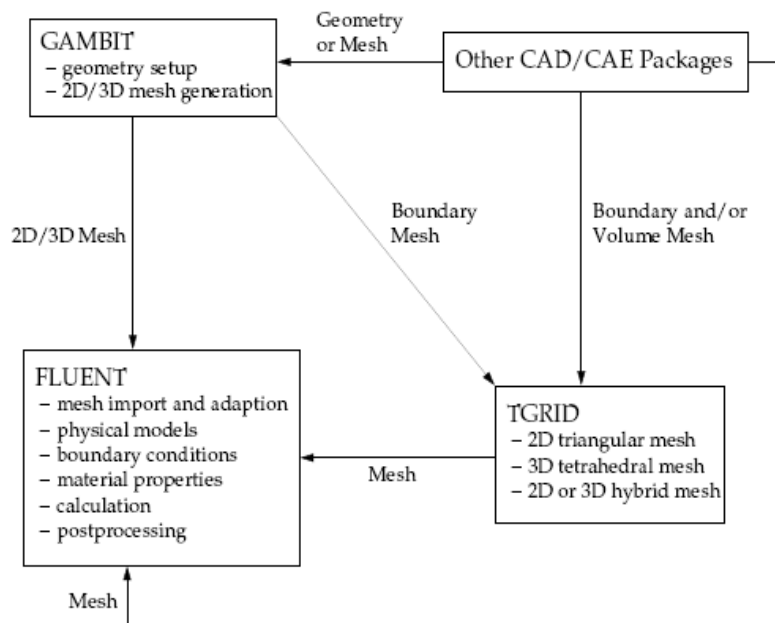 GAMBIT
– geometry setup
– 2D/3D mesh generation
Geometry
or Mesh
Other CAD/CAE Packages
2D/3D Mesh
Boundary
Mesh
Boundary and/or
Volume Mesh
FLUENT
– mesh import and adaption
– physical models
– boundary conditions
– material properties
– calculation
– postprocessing
Mesh
TGRID
– 2D triangular mesh
– 3D tetrahedral mesh
– 2D or 3D hybrid mesh
Mesh